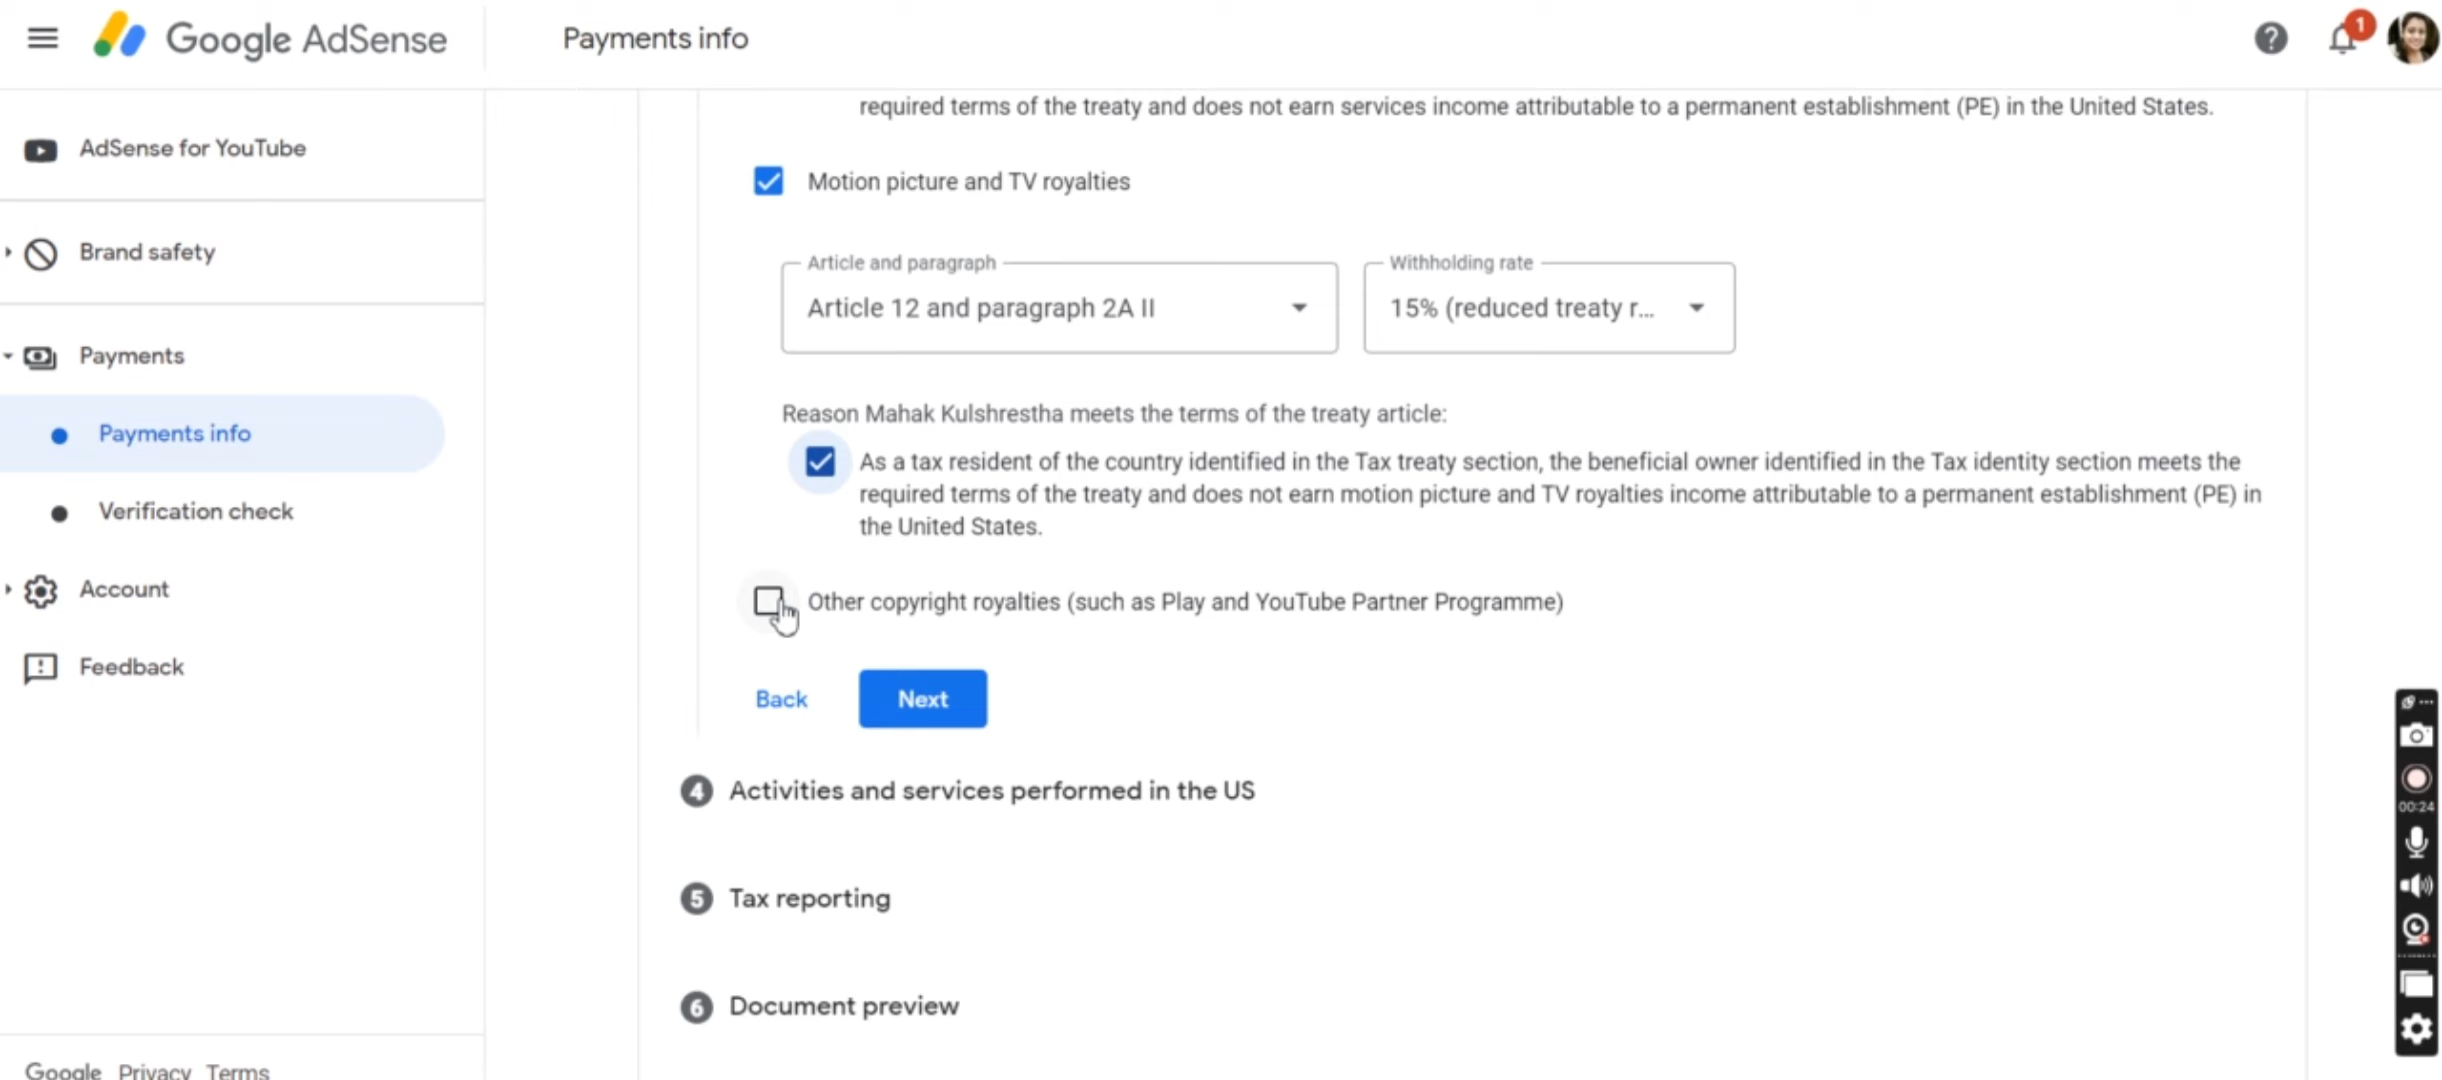 Google AdSense
Payments info
1
AdSense for YouTube
Brand safety
Payments
Payments info
Verification check
Account
Feedback
Google Privacy Terms
required terms of the treaty and does not earn services income attributable to a permanent establishment (PE) in the United States.
Motion picture and TV royalties
Article and paragraph
Article 12 and paragraph 2A II
Withholding rate
15% (reduced treaty r...
Reason Mahak Kulshrestha meets the terms of the treaty article:
As a tax resident of the country identified in the Tax treaty section, the beneficial owner identified in the Tax identity section meets the
required terms of the treaty and does not earn motion picture and TV royalties income attributable to a permanent establishment (PE) in
the United States.
Other copyright royalties (such as Play and YouTube Partner Programme)
Back
Next
4 Activities and services performed in the US
5 Tax reporting
6 Document preview
00:24